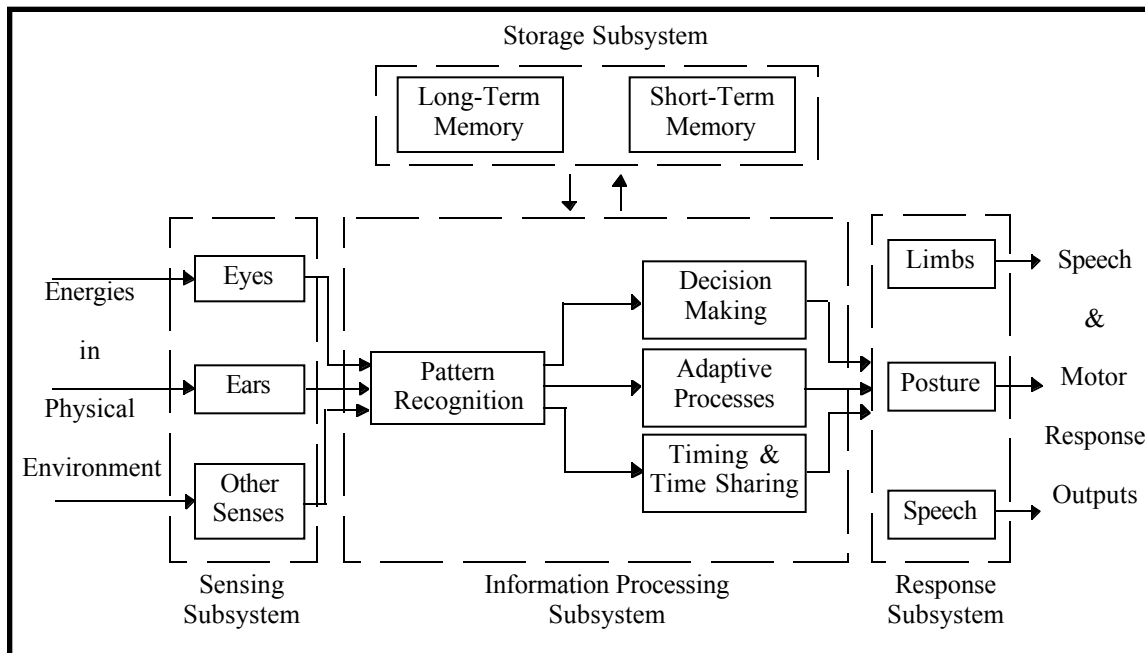 Storage Subsystem
Long-Term
Memory
Short-Term
Memory
Energies
in
Physical
Environment
Eyes
Ears
Other
Senses
Sensing
Subsystem
Pattern
Recognition
Decision
Making
Adaptive
Processes
Timing &
Time Sharing
Information Processing
Subsystem
Limbs
Posture
Speech
Response
Subsystem
Speech
&
Motor
Response
Outputs